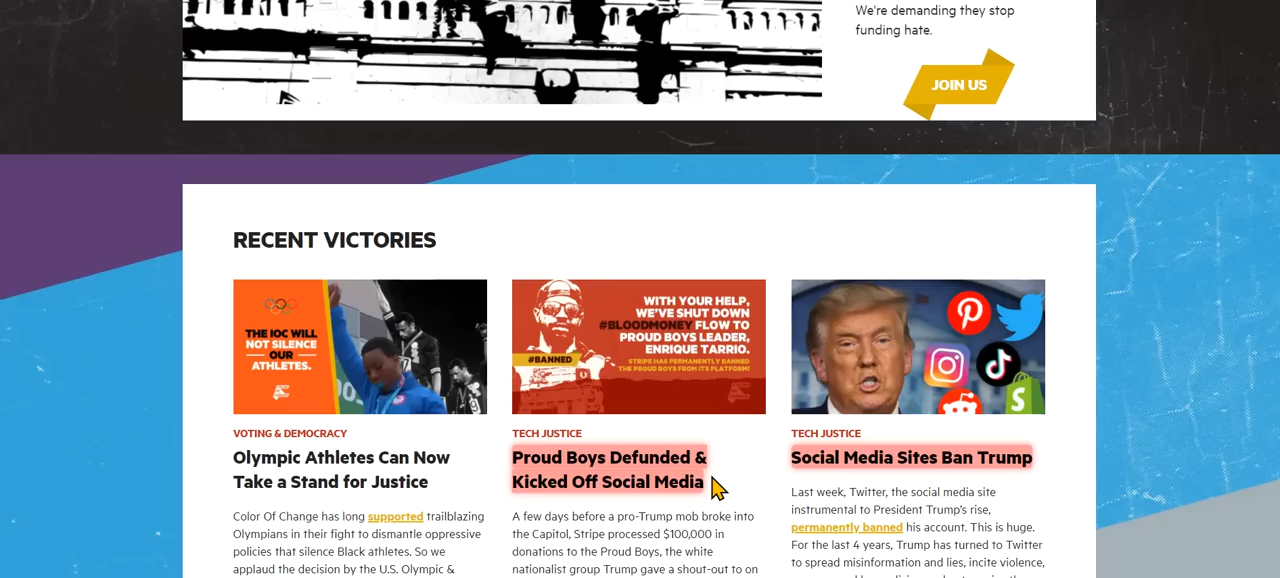 We're demanding they stop
funding hate.
JOIN US
RECENT VICTORIES
THE IOC WILL
NOT SILENCE
OUR
ATHLETES.
WITH YOUR HELP,
WE'VE SHUT DOWN
#BLOODMONEY FLOW TO
PROUD BOYS LEADER,
ENRIQUE TARRIO.
STRIPE HAS PERMANENTLY BANNED
THE PROUD BOYS FROM ITS PLATFORM!
#BANNED
VOTING & DEMOCRACY
Olympic Athletes Can Now
Take a Stand for Justice
Color Of Change has long supported trailblazing
Olympians in their fight to dismantle oppressive
policies that silence Black athletes. So we
applaud the decision by the U.S. Olympic &
TECH JUSTICE
Proud Boys Defunded &
Kicked Off Social Media
A few days before a pro-Trump mob broke into
the Capitol, Stripe processed $100,000 in
donations to the Proud Boys, the white
nationalist group Trump gave a shout-out to on
TECH JUSTICE
Social Media Sites Ban Trump
Last week, Twitter, the social media site
instrumental to President Trump's rise,
permanently banned his account. This is huge.
For the last 4 years, Trump has turned to Twitter
to spread misinformation and lies, incite violence,